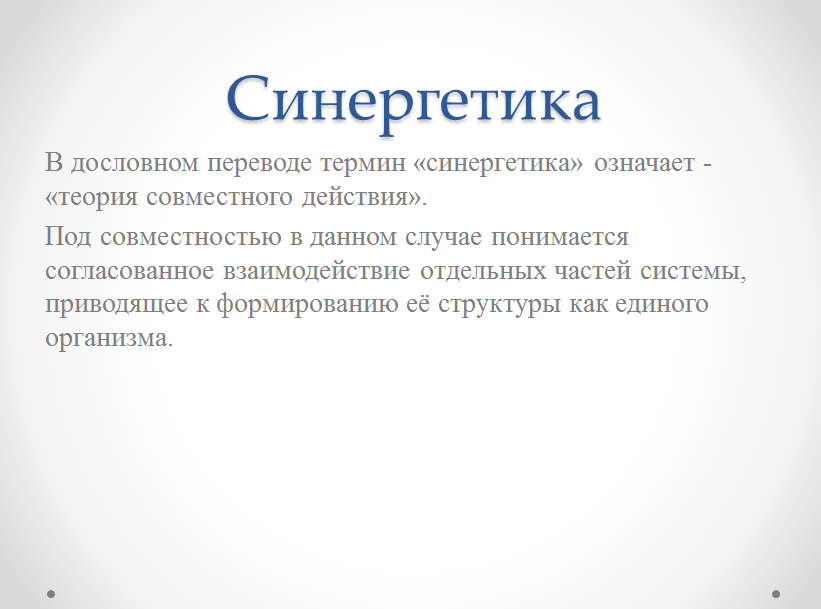 Синергетика
В дословном переводе термин «синергетика» означает -
«теория совместного действия».
Под совместностью в данном случае понимается
согласованное взаимодействие отдельных частей системы,
приводящее к формированию её структуры как единого
организма.